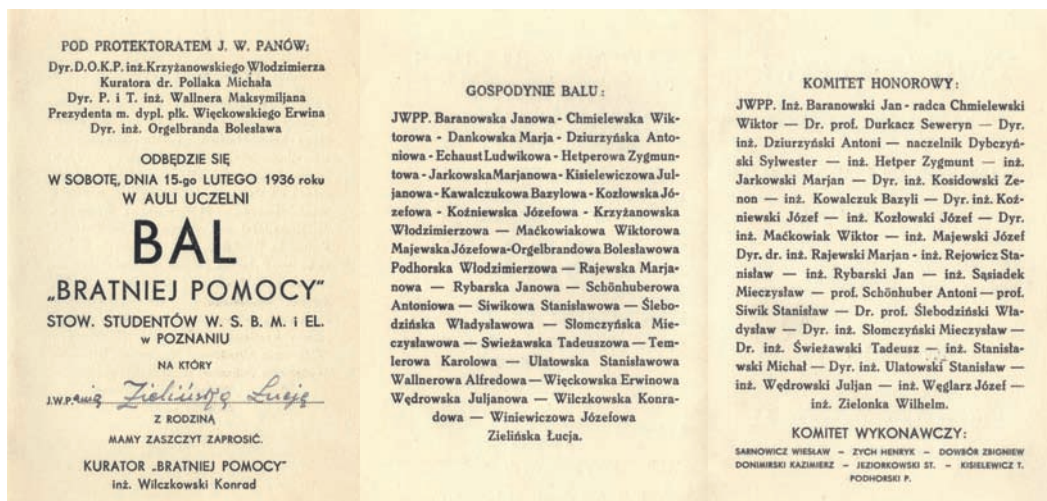 POD PROTEKTORATEM J. W. PANÓW:
Dyr. D.O.K.P. inż. Krzyżanowskiego Włodzimierza
Kuratora dr. Pollaka Michała
Dyr. P. i T. inż. Wallnera Maksymiljana
Prezydenta m. dypl. płk. Więckowskiego Erwina
Dyr. inż. Orgelbranda Bolesława
ODBĘDZIE SIĘ
W SOBOTĘ, DNIA 15-go LUTEGO 1936 roku
W AULI UCZELNI
BAL
„BRATNIEJ POMOCY"
STOW. STUDENTÓW W. S. B. M. i EL.
w POZNANIU
NA KTÓRY
J.W.P.anią Zielińską Łucję
Z RODZINĄ
MAMY ZASZCZYT ZAPROSIĆ.
KURATOR „BRATNIEJ POMOCY"
inż. Wilczkowski Konrad
GOSPODYNIE BALU:
JWPP. Baranowska Janowa - Chmielewska Wik-
torowa - Dankowska Marja - Dziurzyńska Anto-
niowa - Echaust Ludwikowa - Hetperowa Zygmun-
towa - Jarkowska Marjanowa - Kisielewiczowa Jul-
janowa - Kawalczukowa Bazylowa - Kozłowska Jó-
zefowa - Koźniewska Józefowa - Krzyżanowska
Włodzimierzowa — Maćkowiakowa Wiktorowa
Majewska Józefowa-Orgelbrandowa Bolesławowa
Podhorska Włodzimierzowa — Rajewska Marja-
nowa — Rybarska Janowa — Schönhuberowa
Antoniowa — Siwikowa Stanisławowa — Ślebo-
dzińska Władysławowa — Słomczyńska Mie-
czysławowa — Swieżawska Tadeuszowa — Tem-
lerowa Karolowa — Ulatowska Stanisławowa
Wallnerowa Alfredowa — Więckowska Erwinowa
Wędrowska Juljanowa — Wilczkowska Konra-
dowa — Winiewiczowa Józefowa
Zielińska Łucja.
KOMITET HONOROWY:
JWPP. Inż. Baranowski Jan - radca Chmielewski
Wiktor — Dr. prof. Durkacz Seweryn — Dyr.
inż. Dziurzyński Antoni — naczelnik Dybczyń-
ski Sylwester — inż. Hetper Zygmunt — inż.
Jarkowski Marjan — Dyr. inż. Kosidowski Ze-
non — inż. Kowalczuk Bazyli — Dyr. inż. Koź-
niewski Józef — inż. Kozłowski Józef — Dyr.
inż. Maćkowiak Wiktor — inż. Majewski Józef
Dyr. dr. inż. Rajewski Marjan - inż. Rejowicz Sta-
nisław — inż. Rybarski Jan — inż. Sąsiadek
Mieczysław — prof. Schönhuber Antoni — prof.
Siwik Stanisław — Dr. prof. Ślebodziński Wła-
dysław — Dyr. inż. Słomczyński Mieczysław —
Dr. inż. Świeżawski Tadeusz — inż. Stanisła-
wski Michał — Dyr. inż. Ulatowski Stanisław —
inż. Wędrowski Juljan — inż. Węglarz Józef —
inż. Zielonka Wilhelm.
KOMITET WYKONAWCZY:
SARNOWICZ WIESŁAW – ZYCH HENRYK – DOWBÓR ZBIGNIEW
DONIMIRSKI KAZIMIERZ – JEZIORKOWSKI ST. – KISIELEWICZ T.
PODHORSKI P.